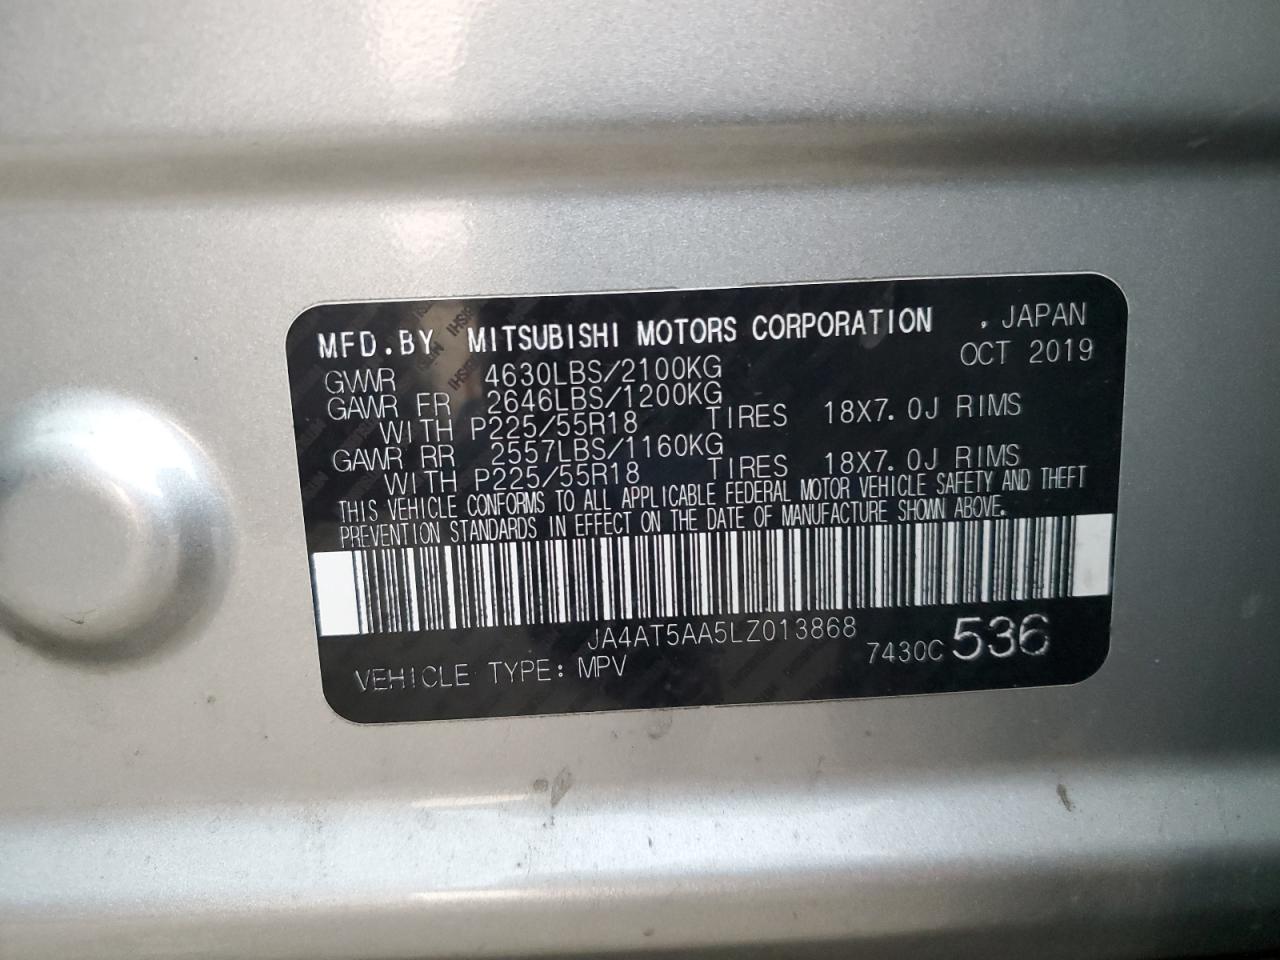 MFD.BY MITSUBISHI MOTORS CORPORATION , JAPAN
OCT 2019
GVWR 4630LBS/2100KG
GAWR FR 2646LBS/1200KG
WITH P225/55R18 TIRES 18X7.0J RIMS
GAWR RR 2557LBS/1160KG
WITH P225/55R18 TIRES 18X7.0J RIMS
THIS VEHICLE CONFORMS TO ALL APPLICABLE FEDERAL MOTOR VEHICLE SAFETY AND THEFT
PREVENTION STANDARDS IN EFFECT ON THE DATE OF MANUFACTURE SHOWN ABOVE.
JA4AT5AA5LZ013868
VEHICLE TYPE: MPV 7430C 536